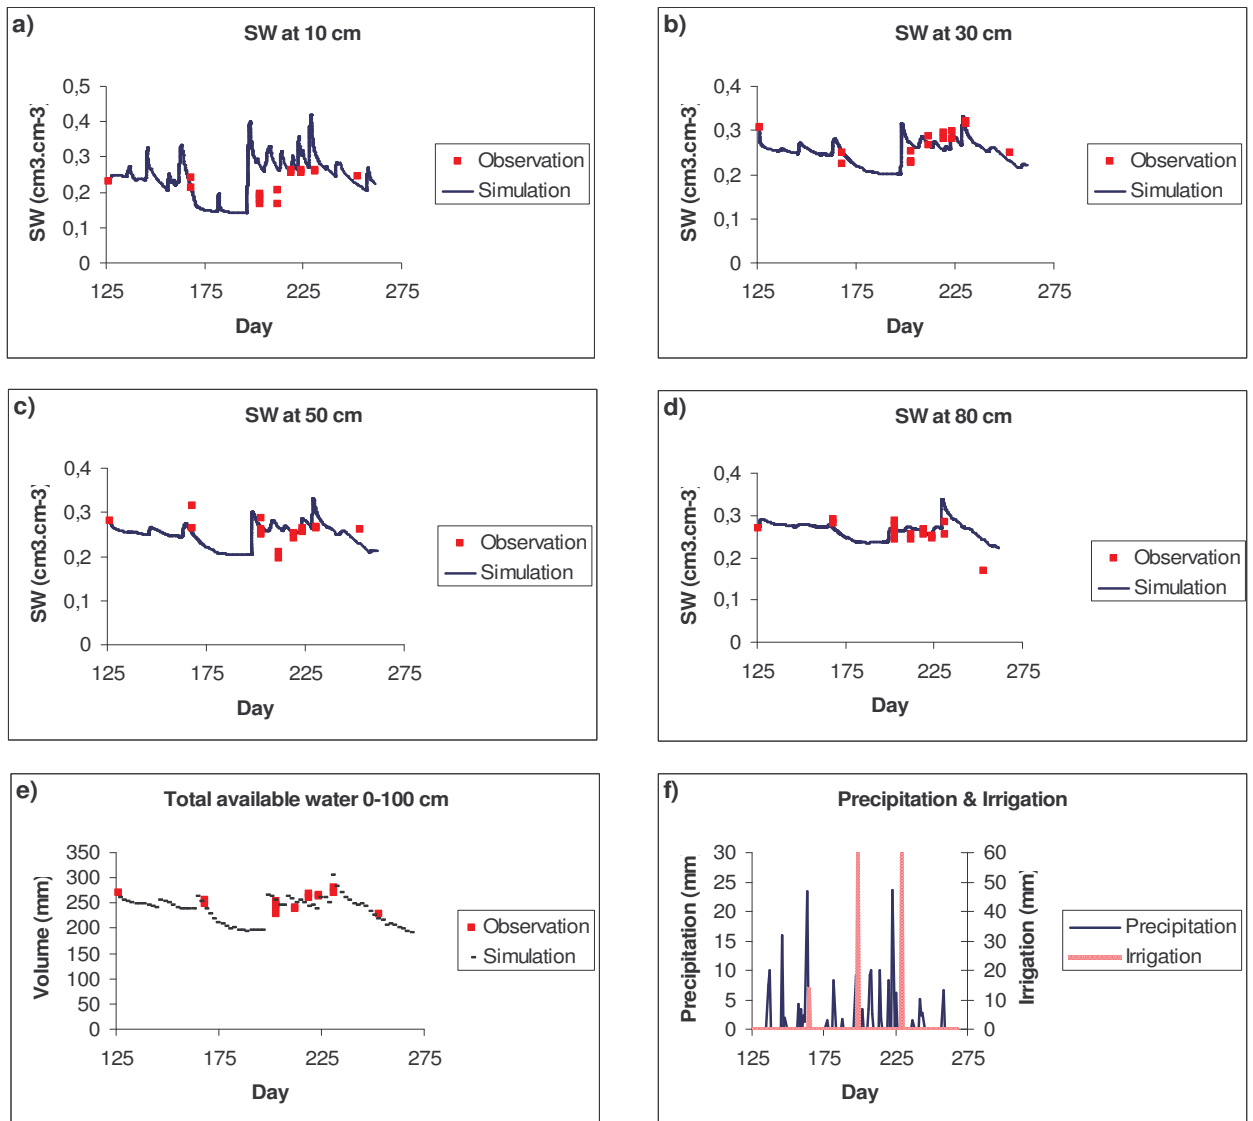 a)
SW at 10 cm
SW (cm3.cm-3)
0,5
0,4
0,3
0,2
0,1
0
125 175 225 275
Day
Observation
Simulation
b)
SW at 30 cm
SW (cm3.cm-3)
0,4
0,3
0,2
0,1
0
125 175 225 275
Day
Observation
Simulation
c)
SW at 50 cm
SW (cm3.cm-3)
0,4
0,3
0,2
0,1
0
125 175 225 275
Day
Observation
Simulation
d)
SW at 80 cm
SW (cm3.cm-3)
0,4
0,3
0,2
0,1
0
125 175 225 275
Day
Observation
Simulation
e)
Total available water 0-100 cm
Volume (mm)
350
300
250
200
150
100
50
0
125 175 225 275
Day
Observation
Simulation
f)
Precipitation & Irrigation
Precipitation (mm
30
25
20
15
10
5
0
60
50
40
30
20
10
0
Irrigation (mm)
125 175 225 275
Day
Precipitation
Irrigation